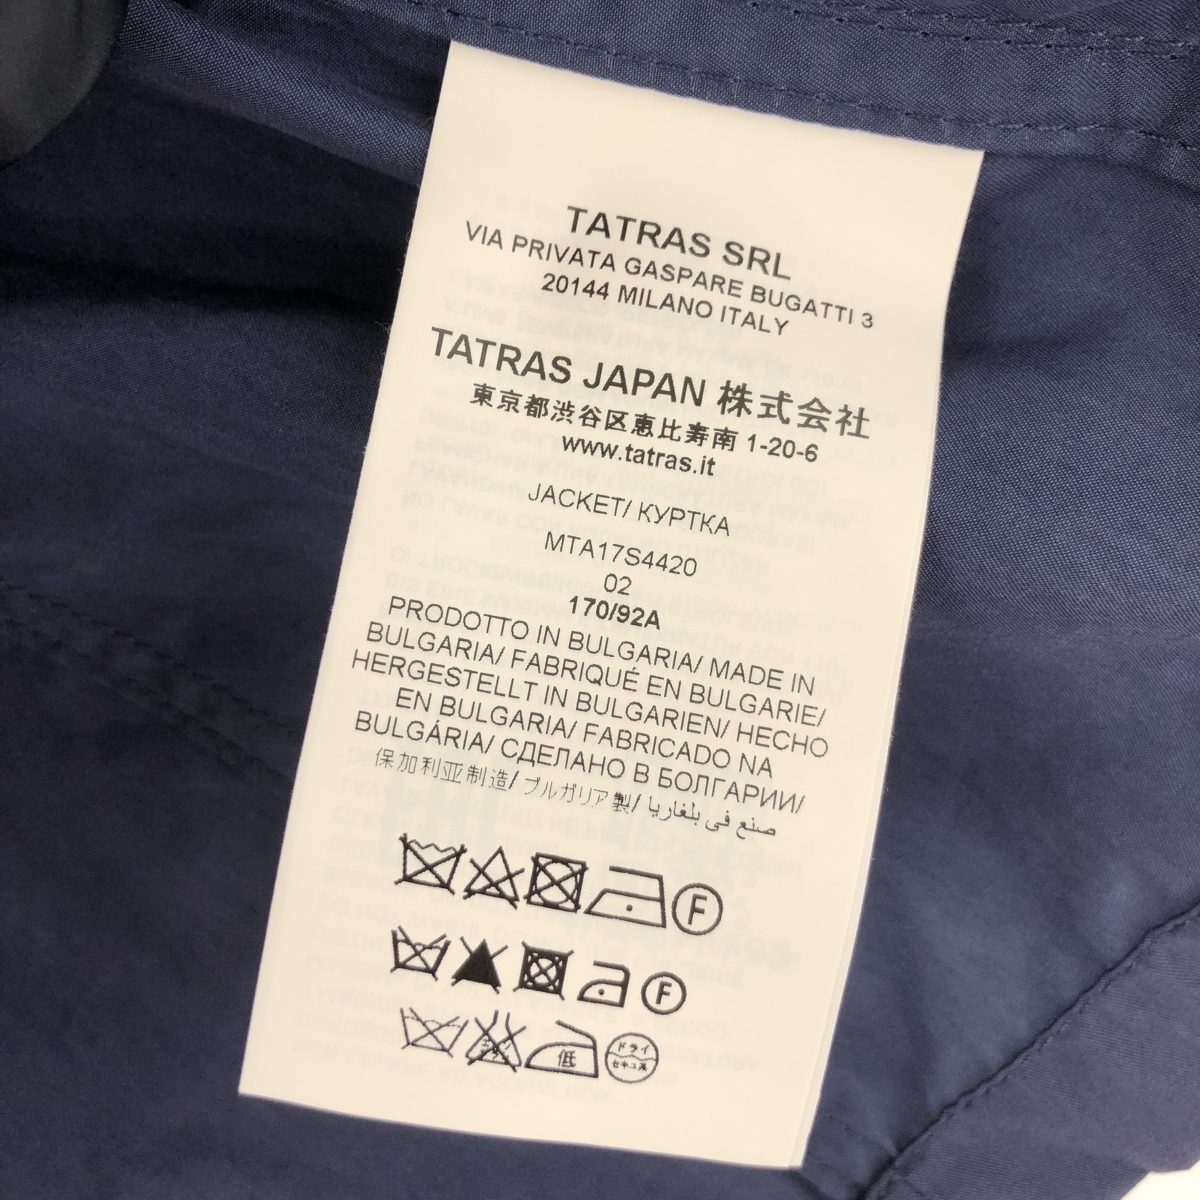 TATRAS SRL
VIA PRIVATA GASPARE BUGATTI 3
20144 MILANO ITALY
TATRAS JAPAN 株式会社
東京都渋谷区恵比寿南 1-20-6
www.tatras.it
JACKET/ КУРТКА
MTA17S4420
02
170/92A
PRODOTTO IN BULGARIA/ MADE IN
BULGARIA/ FABRIQUÉ EN BULGARIE/
HERGESTELLT IN BULGARIEN/ HECHO
EN BULGARIA/ FABRICADO NA
BULGÁRIA/ СДЕЛАНО В БОЛГАРИИ/
保加利亚制造/ ブルガリア製/ صنع في بلغاريا
F
F
低
ドライ
セキユ系